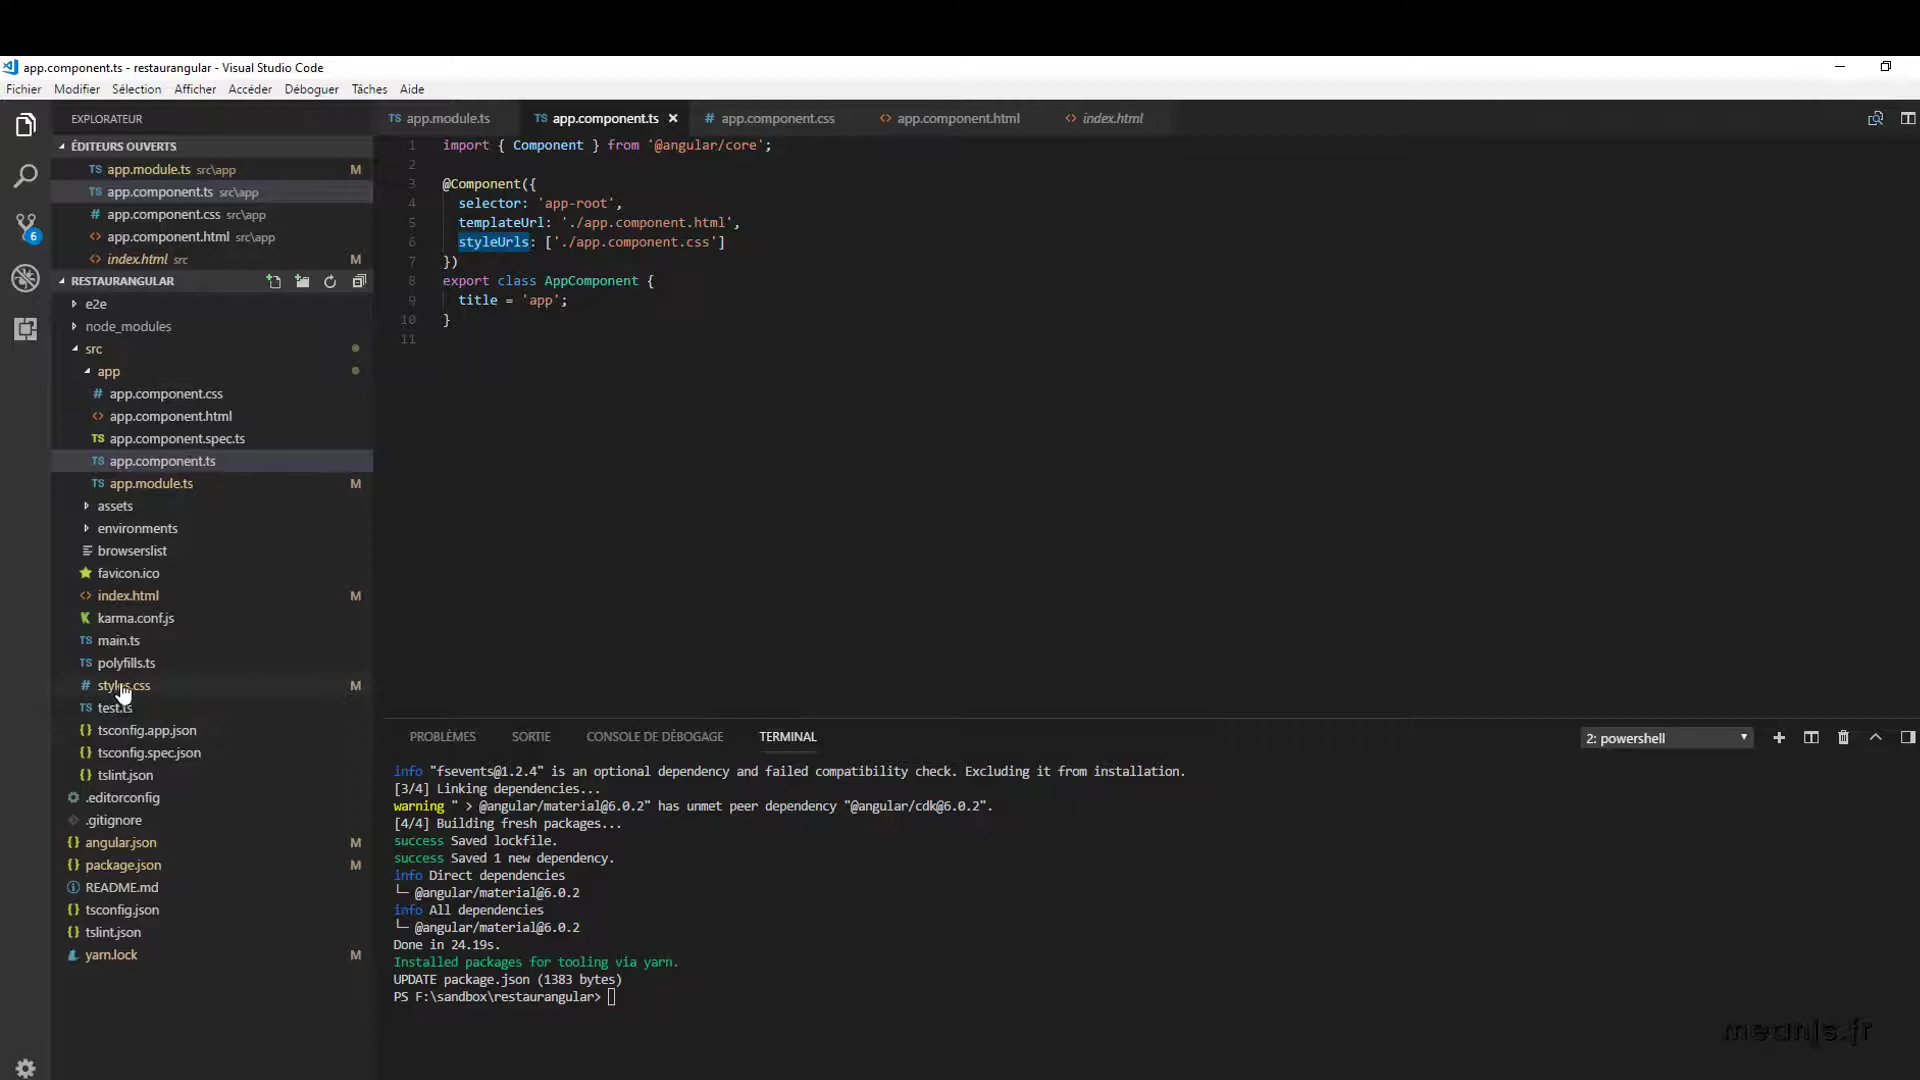 app.component.ts - restaurangular - Visual Studio Code
Fichier Modifier Sélection Afficher Accéder Déboguer Tâches Aide
EXPLORATEUR
ÉDITEURS OUVERTS
TS app.module.ts src\app M
TS app.component.ts src\app
# app.component.css src\app
<> app.component.html src\app
<> index.html src M
RESTAURANGULAR
e2e
node_modules
src
app
# app.component.css
<> app.component.html
TS app.component.spec.ts
TS app.component.ts
TS app.module.ts M
assets
environments
browserslist
favicon.ico
<> index.html M
K karma.conf.js
TS main.ts
TS polyfills.ts
# styles.css M
TS test.ts
{} tsconfig.app.json
{} tsconfig.spec.json
{} tslint.json
.editorconfig
.gitignore
{} angular.json M
{} package.json M
README.md
{} tsconfig.json
{} tslint.json
yarn.lock M
6
TS app.module.ts TS app.component.ts # app.component.css <> app.component.html <> index.html
1 import { Component } from '@angular/core';
2
3 @Component({
4 selector: 'app-root',
5 templateUrl: './app.component.html',
6 styleUrls: ['./app.component.css']
7 })
8 export class AppComponent {
9 title = 'app';
10 }
11
PROBLÈMES SORTIE CONSOLE DE DÉBOGAGE TERMINAL 2: powershell
info "fsevents@1.2.4" is an optional dependency and failed compatibility check. Excluding it from installation.
[3/4] Linking dependencies...
warning " > @angular/material@6.0.2" has unmet peer dependency "@angular/cdk@6.0.2".
[4/4] Building fresh packages...
success Saved lockfile.
success Saved 1 new dependency.
info Direct dependencies
└─ @angular/material@6.0.2
info All dependencies
└─ @angular/material@6.0.2
Done in 24.19s.
Installed packages for tooling via yarn.
UPDATE package.json (1383 bytes)
PS F:\sandbox\restaurangular>
meanjs.fr